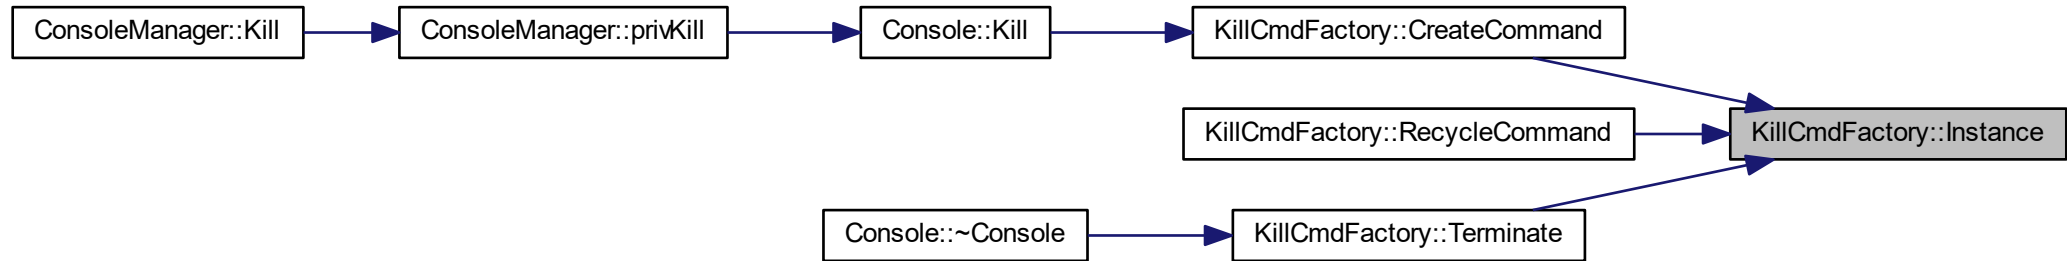 ConsoleManager::Kill
ConsoleManager::privKill
Console::Kill
KillCmdFactory::CreateCommand
KillCmdFactory::RecycleCommand
KillCmdFactory::Instance
Console::~Console
KillCmdFactory::Terminate